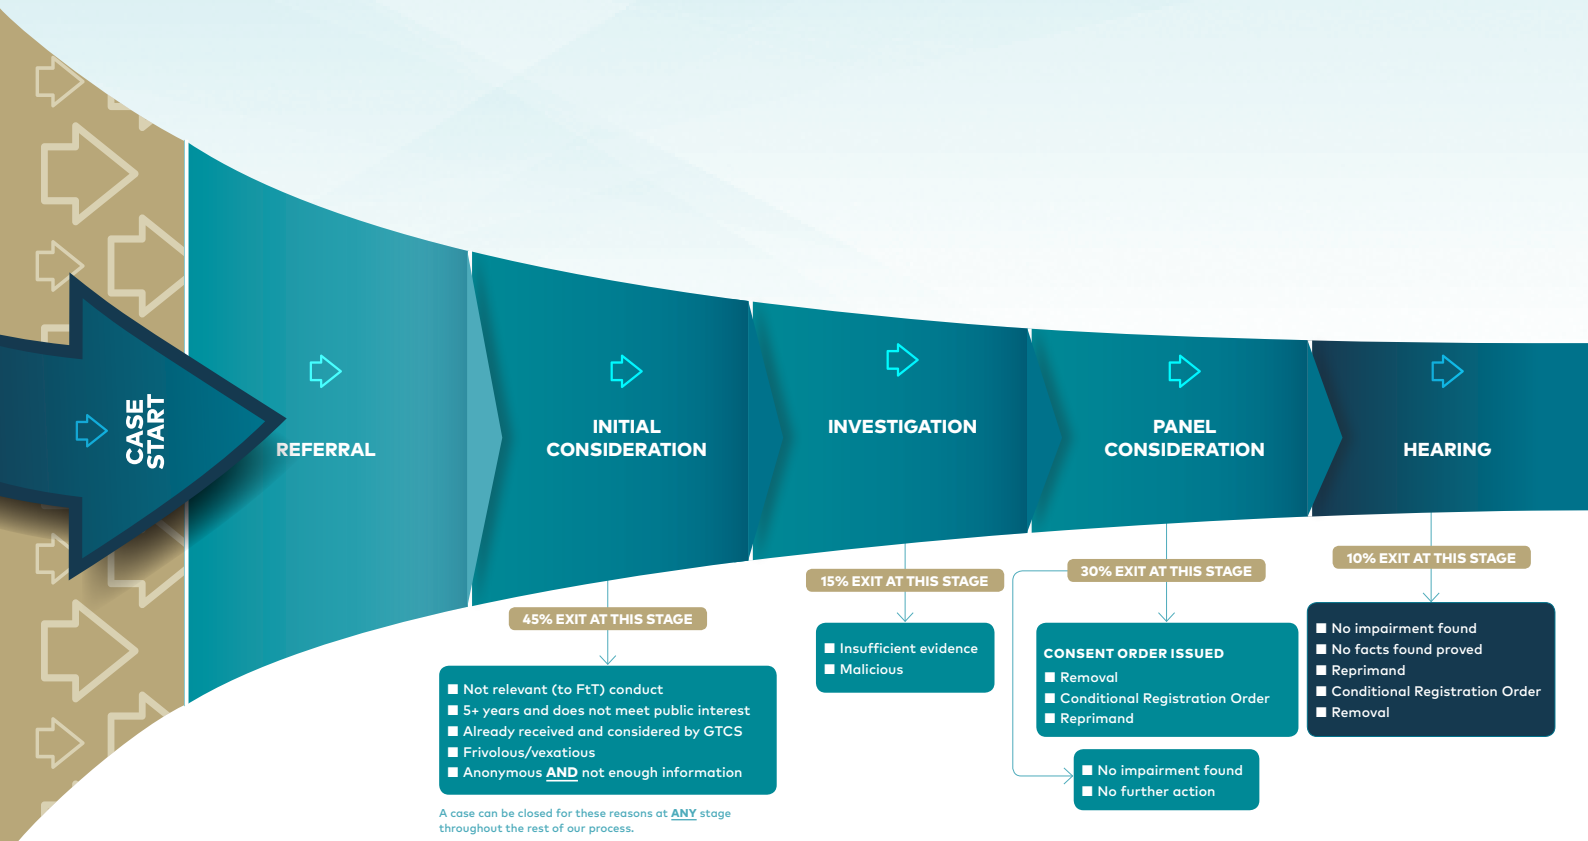 CASE
START
REFERRAL
INITIAL
CONSIDERATION
INVESTIGATION
PANEL
CONSIDERATION
HEARING
45% EXIT AT THIS STAGE
Not relevant (to FtT) conduct
5+ years and does not meet public interest
Already received and considered by GTCS
Frivolous/vexatious
Anonymous AND not enough information
A case can be closed for these reasons at ANY stage
throughout the rest of our process.
15% EXIT AT THIS STAGE
Insufficient evidence
Malicious
30% EXIT AT THIS STAGE
CONSENT ORDER ISSUED
Removal
Conditional Registration Order
Reprimand
No impairment found
No further action
10% EXIT AT THIS STAGE
No impairment found
No facts found proved
Reprimand
Conditional Registration Order
Removal